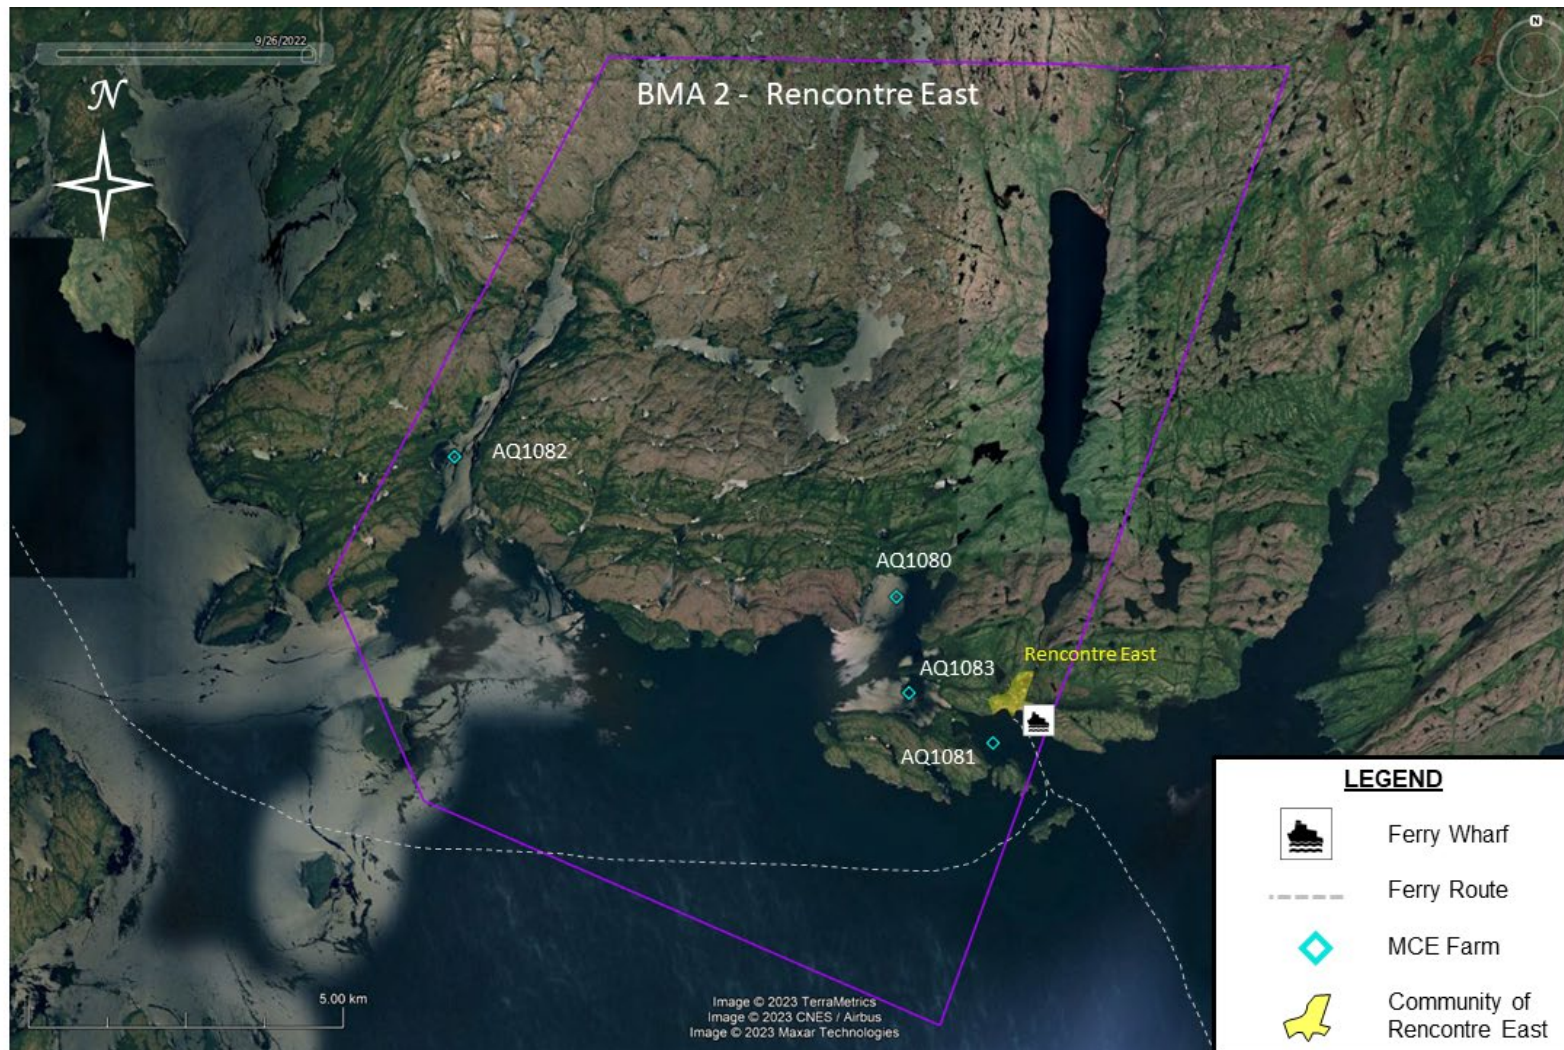 9/26/2022
N
N
BMA 2 - Rencontre East
AQ1082
AQ1080
AQ1083
Rencontre East
AQ1081
5.00 km
Image © 2023 TerraMetrics
Image © 2023 CNES / Airbus
Image © 2023 Maxar Technologies
LEGEND
Ferry Wharf
Ferry Route
MCE Farm
Community of
Rencontre East